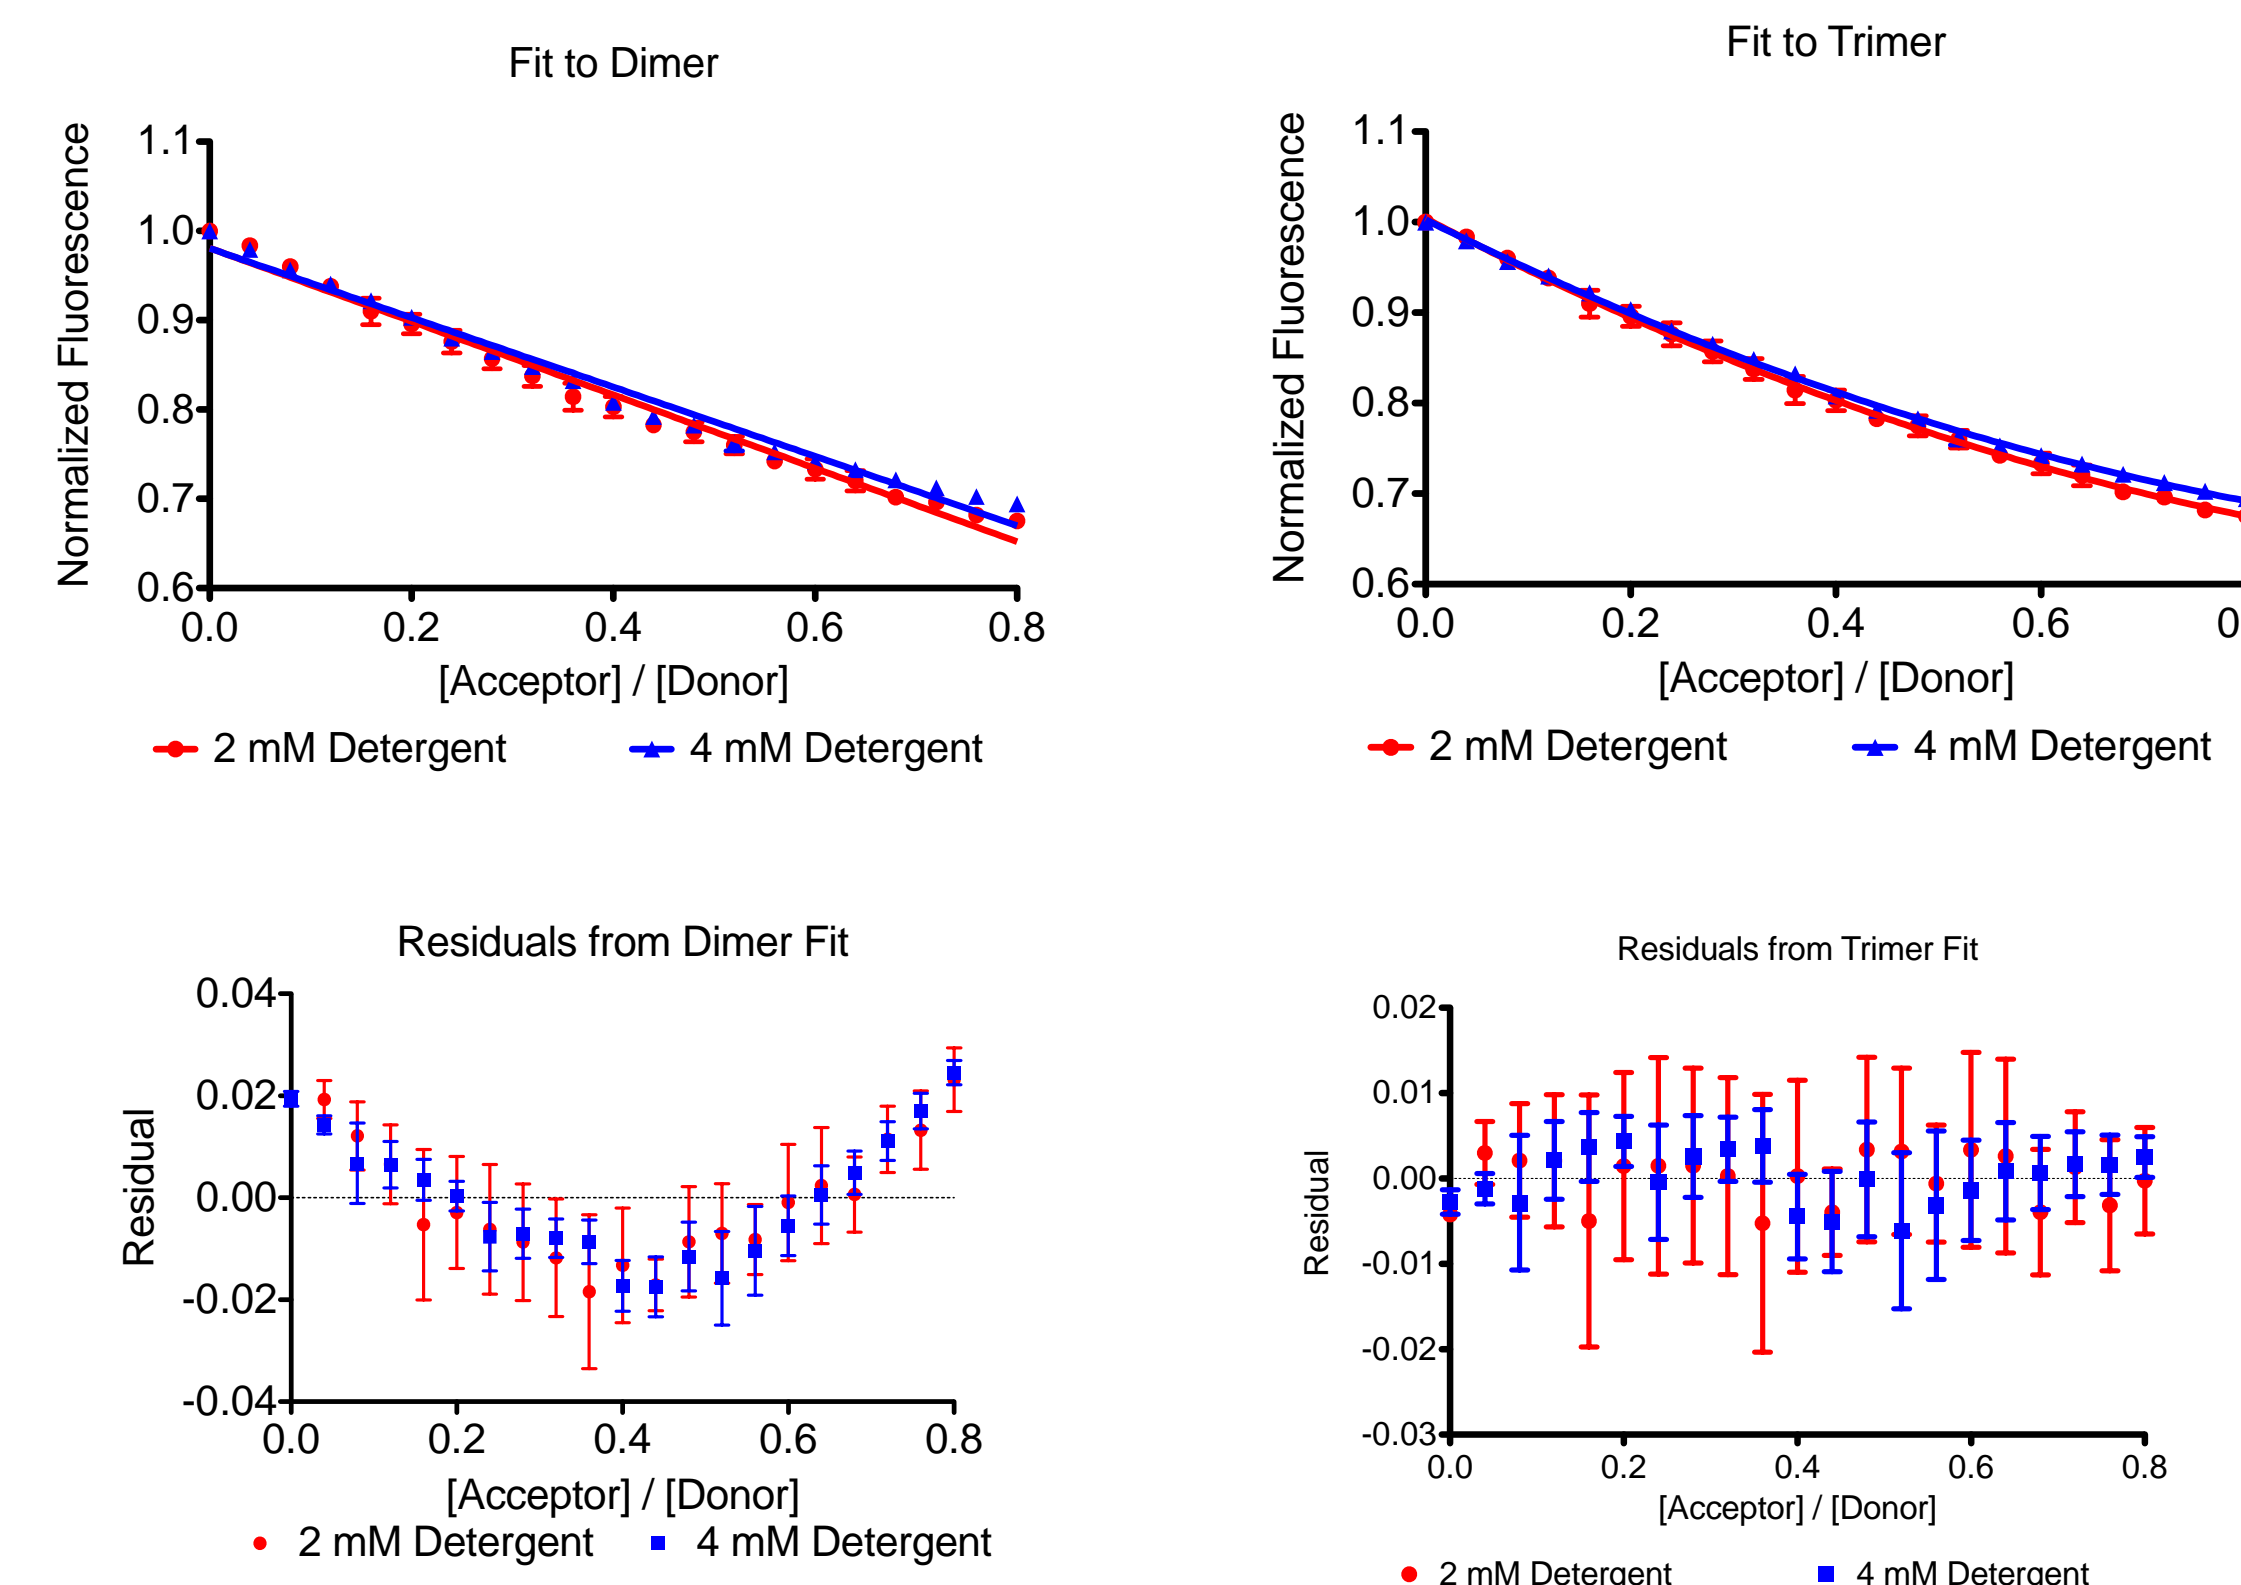 Fit to Dimer
Normalized Fluorescence
1.1
1.0
0.9
0.8
0.7
0.6
0.0 0.2 0.4 0.6 0.8
[Acceptor] / [Donor]
2 mM Detergent 4 mM Detergent
Fit to Trimer
Normalized Fluorescence
1.1
1.0
0.9
0.8
0.7
0.6
0.0 0.2 0.4 0.6 0
[Acceptor] / [Donor]
2 mM Detergent 4 mM Detergent
Residuals from Dimer Fit
Residual
0.04
0.02
0.00
-0.02
-0.04
0.0 0.2 0.4 0.6 0.8
[Acceptor] / [Donor]
2 mM Detergent 4 mM Detergent
Residuals from Trimer Fit
Residual
0.02
0.01
0.00
-0.01
-0.02
-0.03
0.0 0.2 0.4 0.6 0.8
[Acceptor] / [Donor]
2 mM Detergent 4 mM Detergent